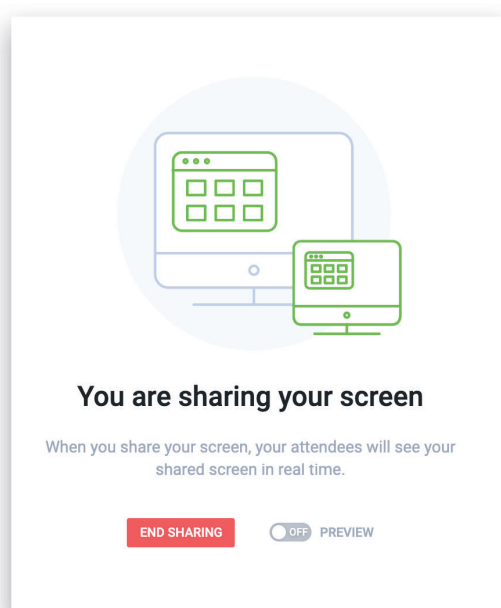 You are sharing your screen
When you share your screen, your attendees will see your
shared screen in real time.
END SHARING
OFF PREVIEW